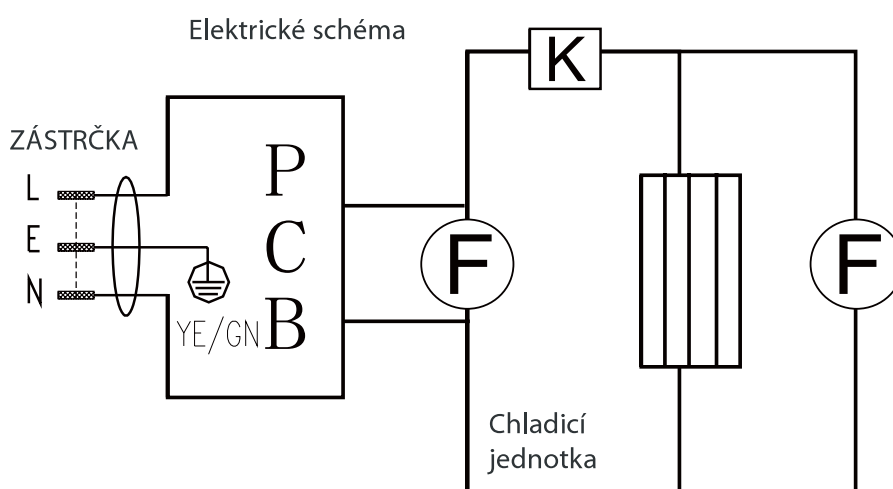 Elektrické schéma
K
ZÁSTRČKA
L
E
N
P
C
B
YE/GN
F
F
Chladicí
jednotka